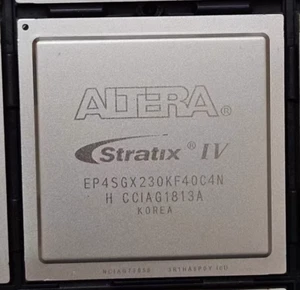 ALTERA®
Stratix® IV
EP4SGX230KF40C4N
H CCIAG1813A
KOREA